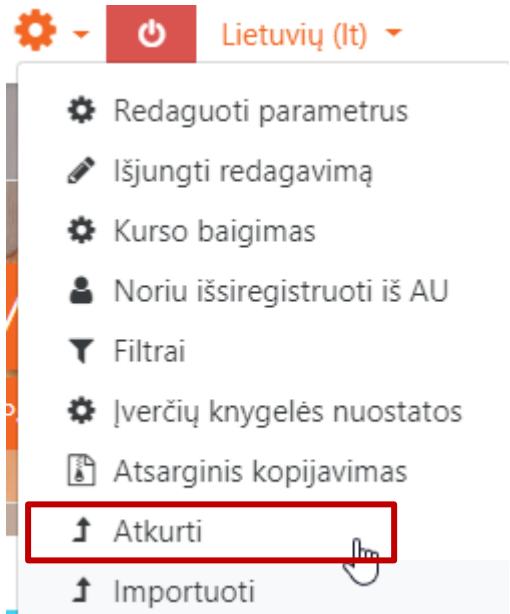 Lietuvių (lt)
Redaguoti parametrus
Išjungti redagavimą
Kurso baigimas
Noriu išsiregistruoti iš AU
Filtrai
Įverčių knygelės nuostatos
Atsarginis kopijavimas
Atkurti
Importuoti